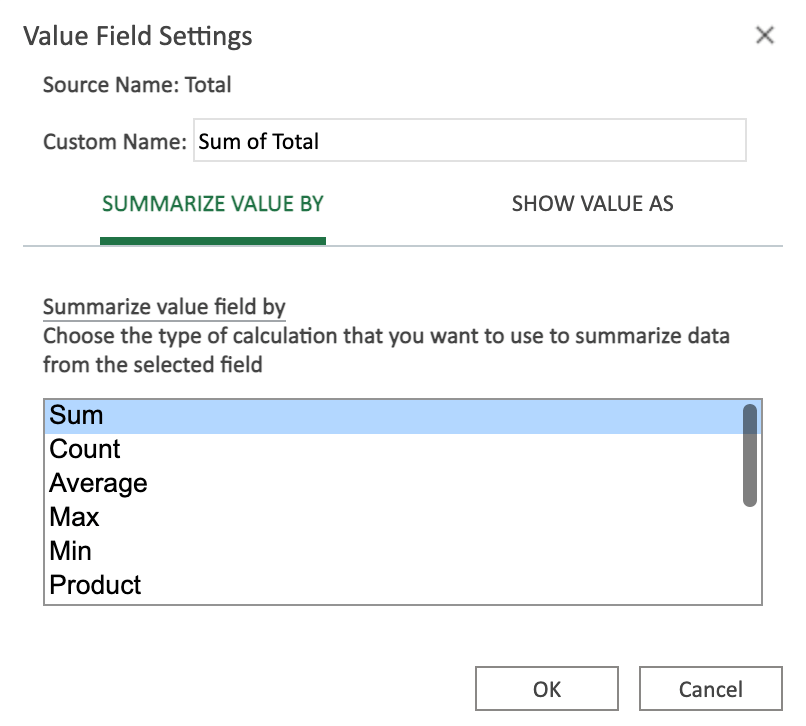 Value Field Settings
Source Name: Total
Custom Name: Sum of Total
SUMMARIZE VALUE BY SHOW VALUE AS
Summarize value field by
Choose the type of calculation that you want to use to summarize data
from the selected field
Sum
Count
Average
Max
Min
Product
OK Cancel